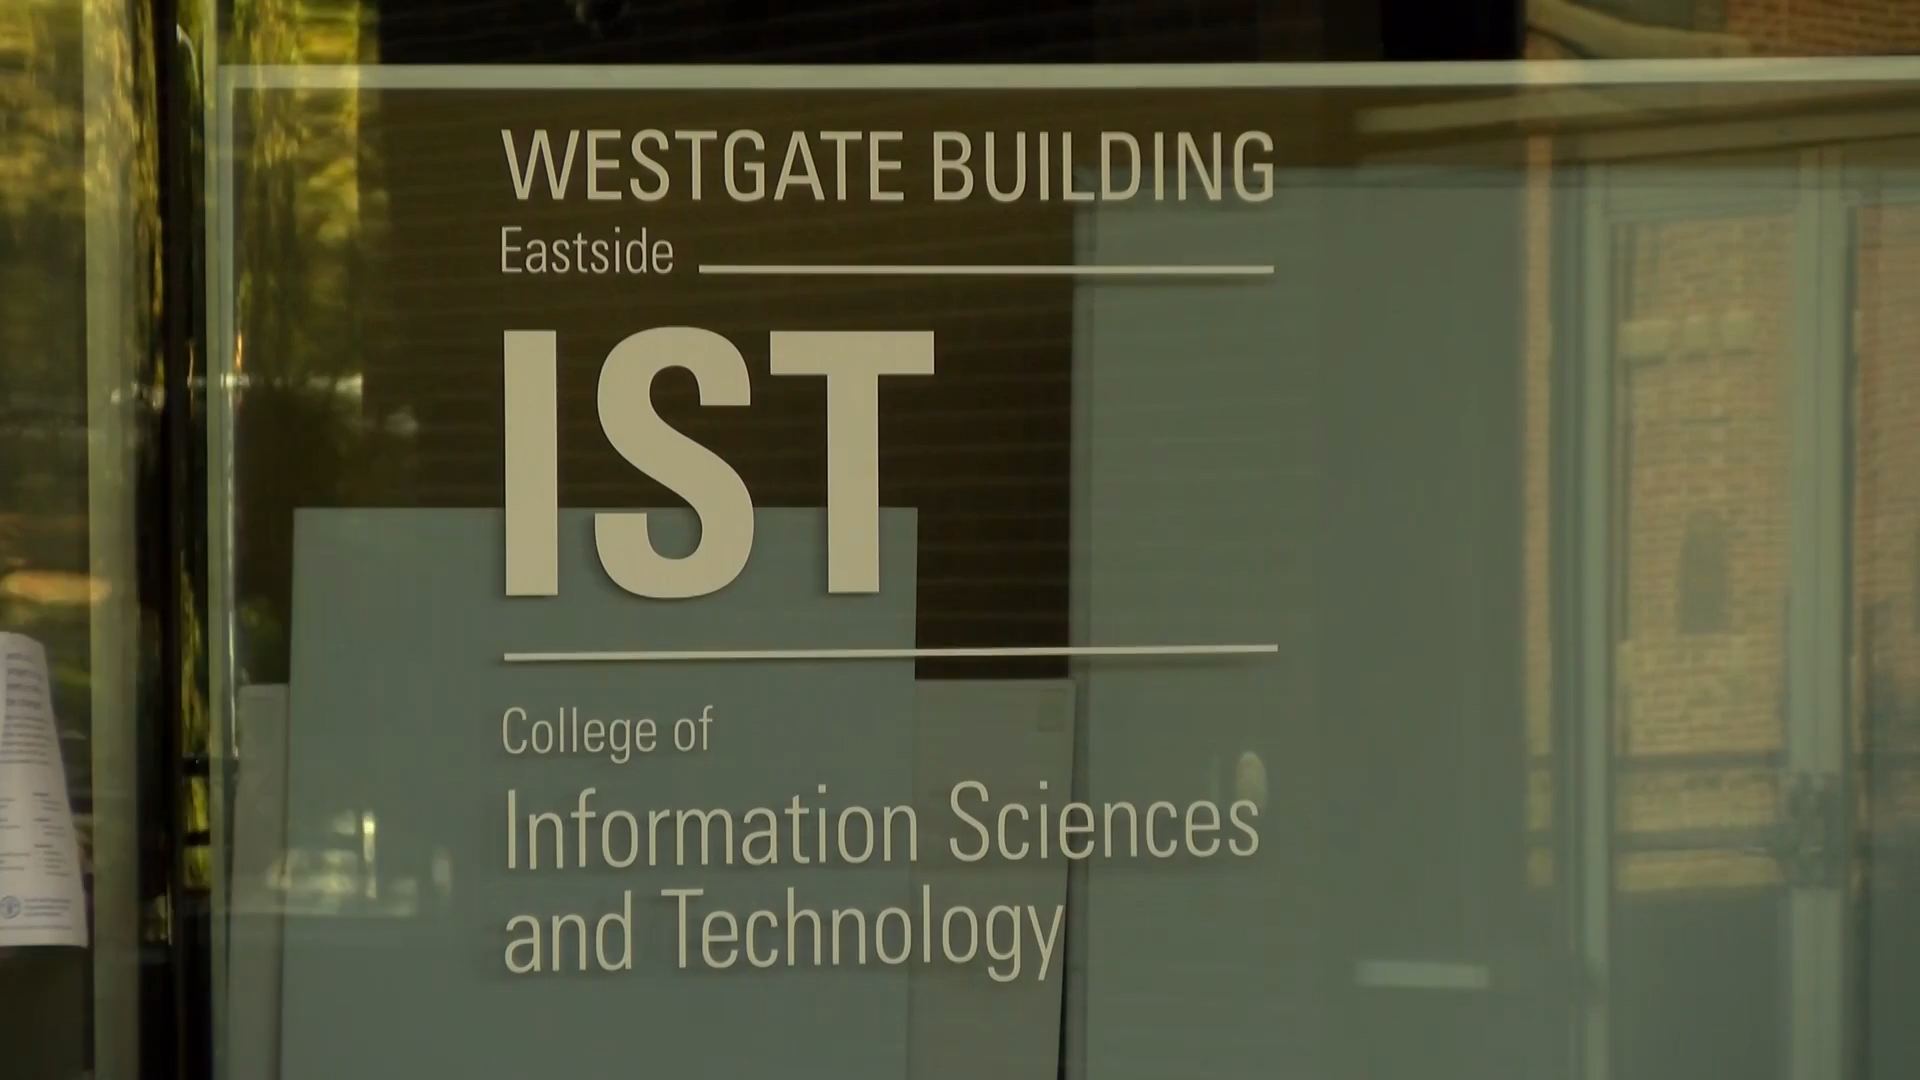 WESTGATE BUILDING
Eastside
IST
College of
Information Sciences
and Technology